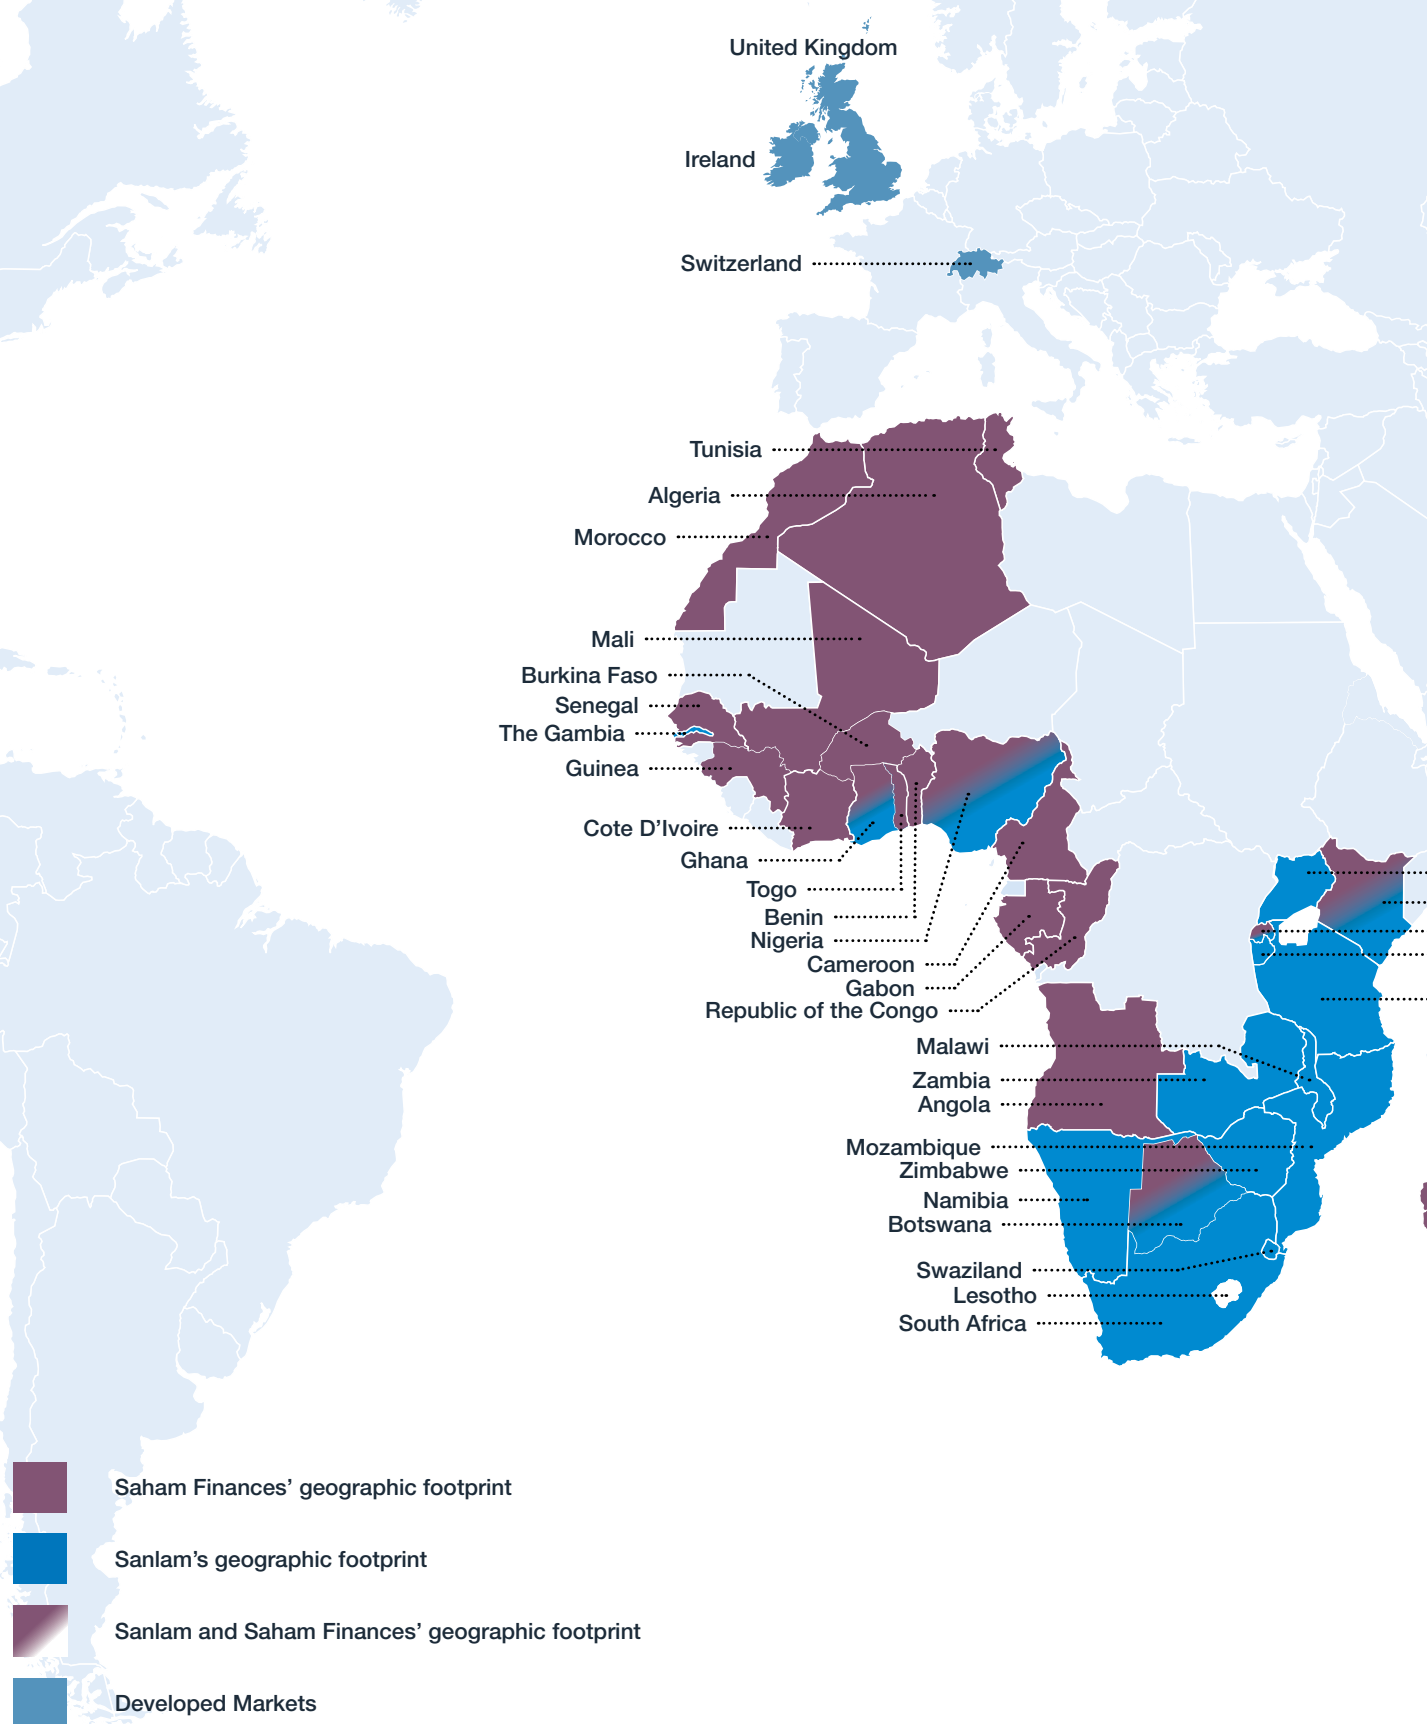 United Kingdom
Ireland
Switzerland
Tunisia
Algeria
Morocco
Mali
Burkina Faso
Senegal
The Gambia
Guinea
Cote D’Ivoire
Ghana
Togo
Benin
Nigeria
Cameroon
Gabon
Republic of the Congo
Malawi
Zambia
Angola
Mozambique
Zimbabwe
Namibia
Botswana
Swaziland
Lesotho
South Africa
Saham Finances’ geographic footprint
Sanlam’s geographic footprint
Sanlam and Saham Finances’ geographic footprint
Developed Markets